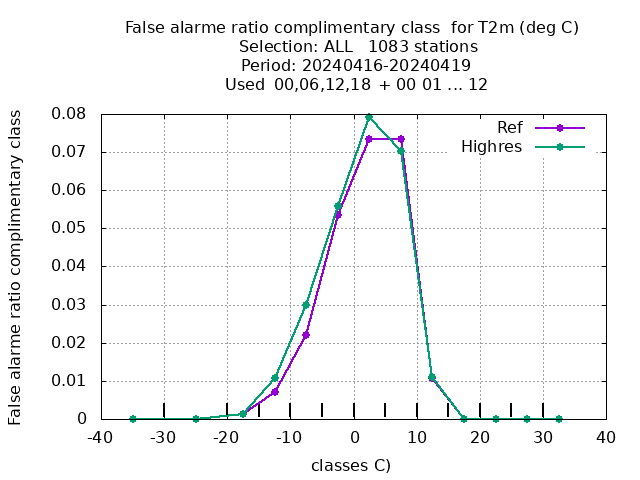 False alarme ratio complimentary class  for T2m (deg C)
Selection: ALL   1083 stations
Period: 20240416-20240419
Used  00,06,12,18 + 00 01 ... 12
False alarme ratio complimentary class
0.08
0.07
0.06
0.05
0.04
0.03
0.02
0.01
0
Ref
Highres
-40 -30 -20 -10 0 10 20 30 40
classes C)